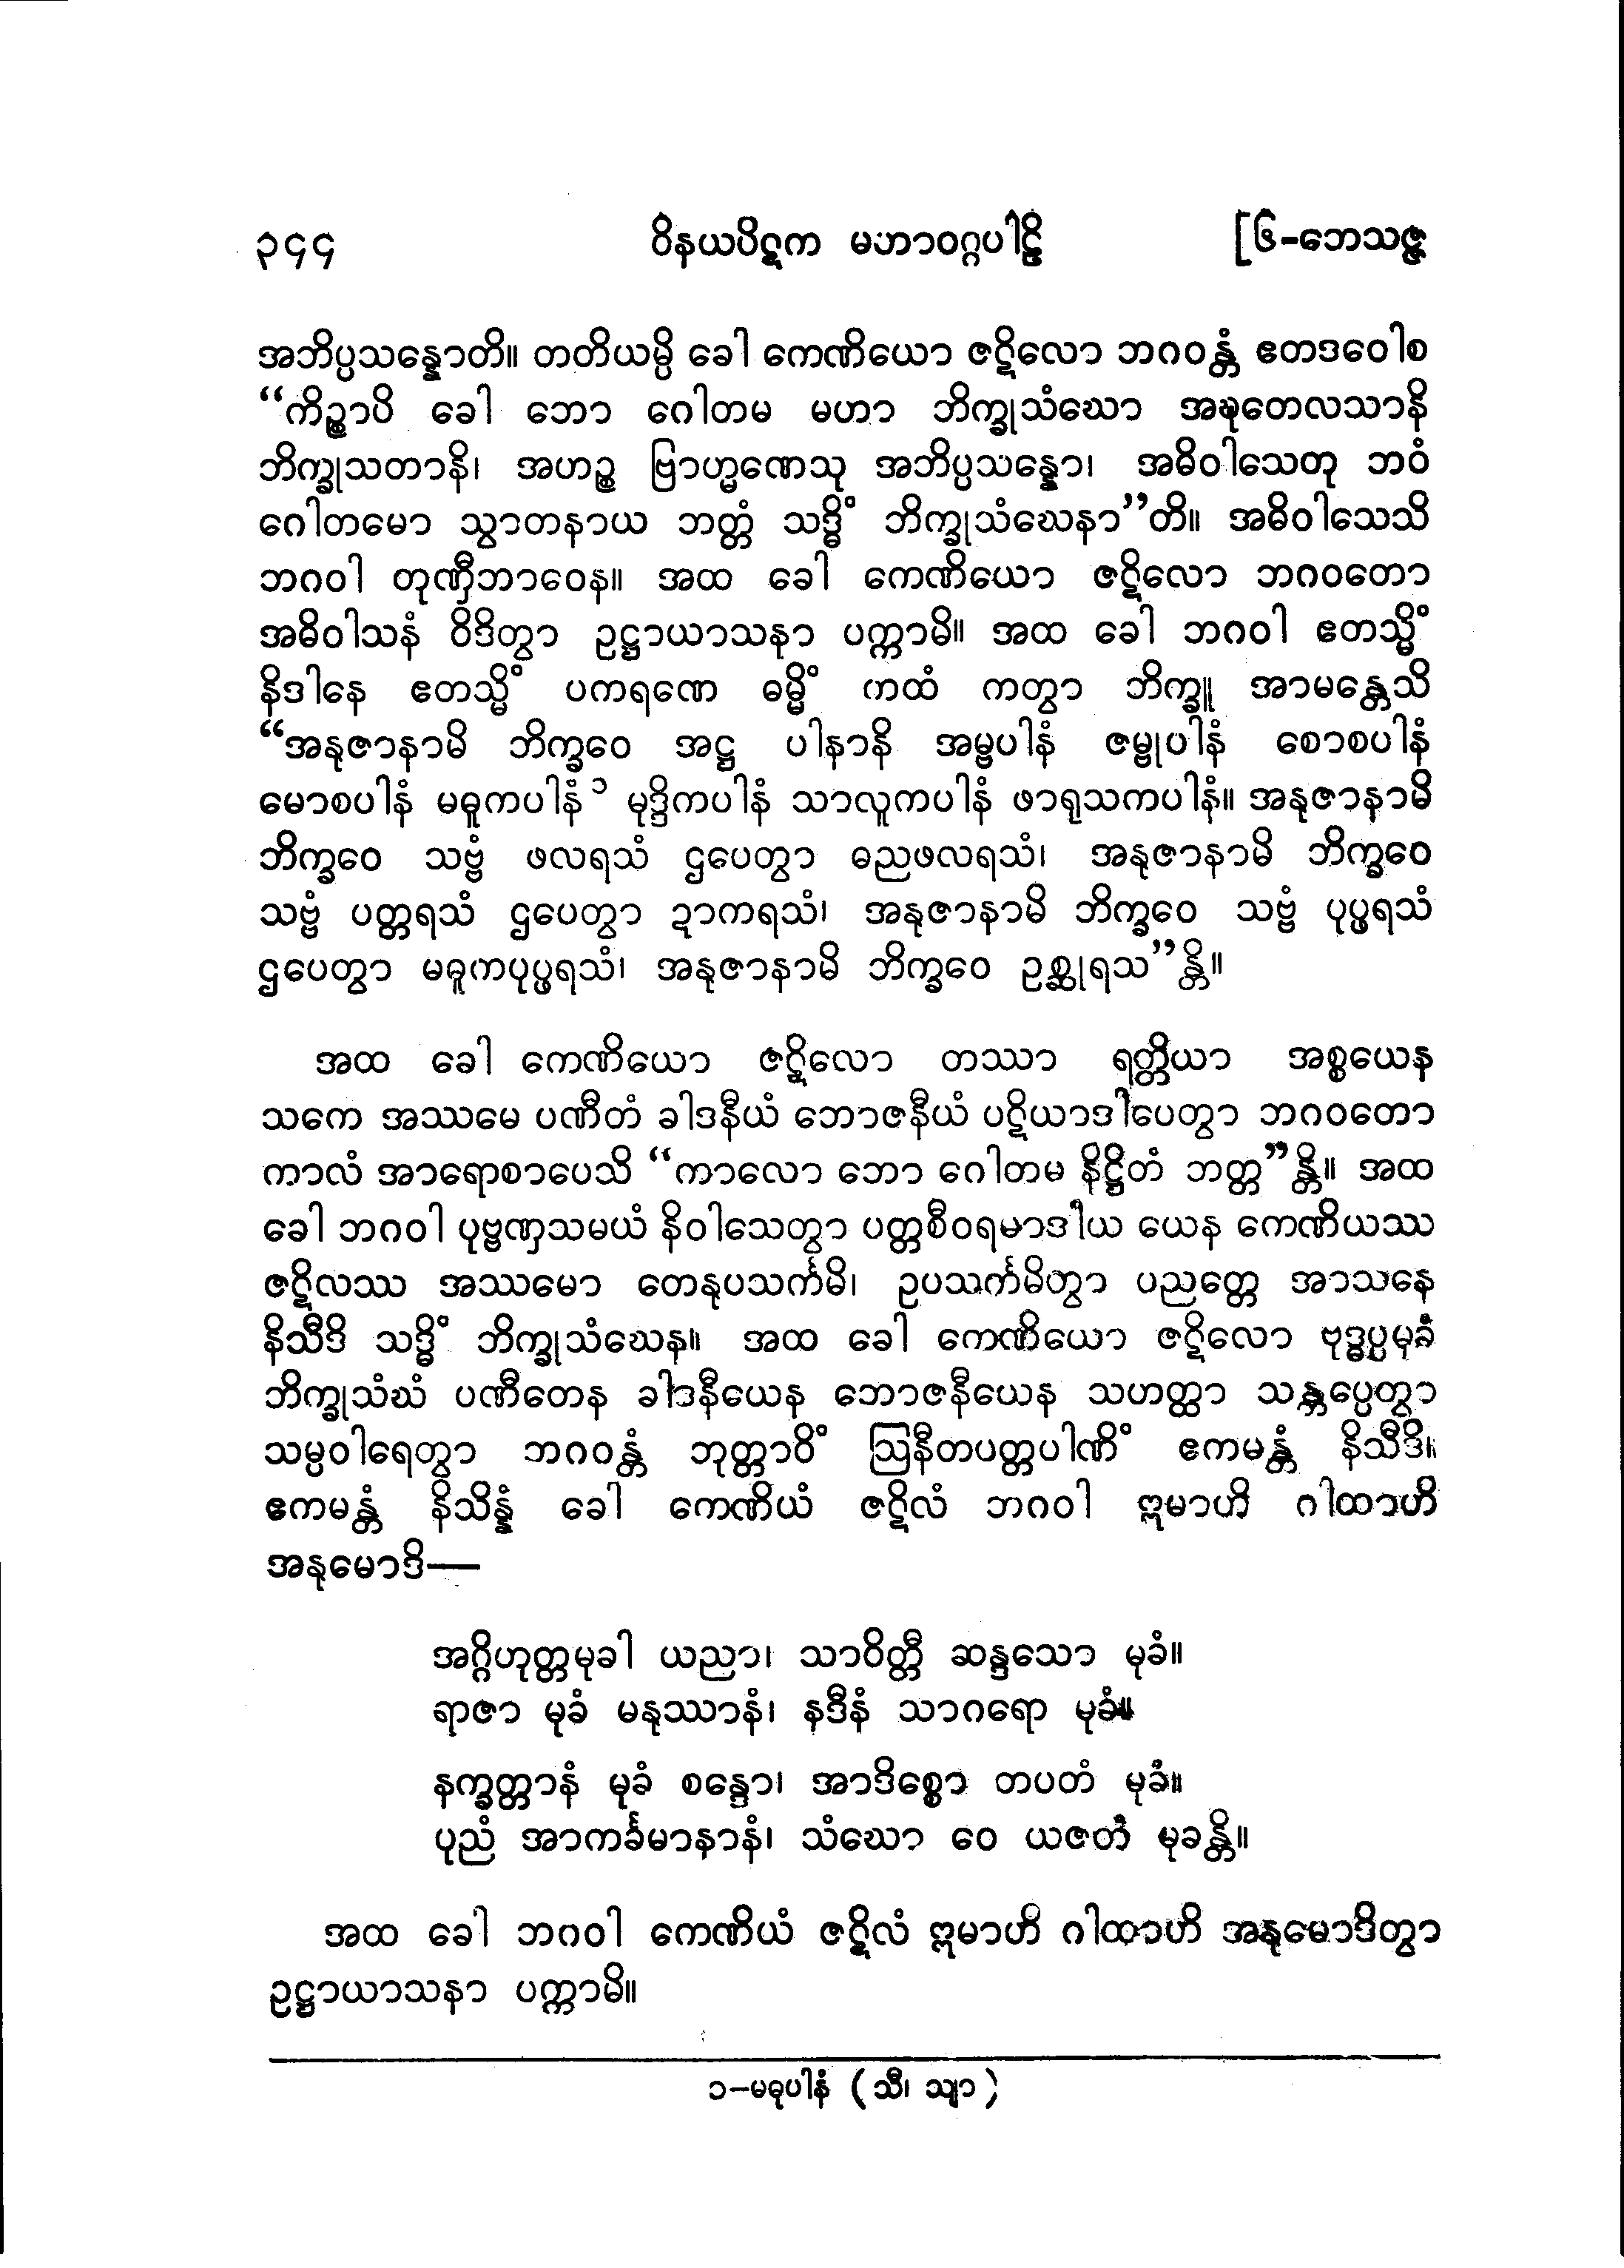 ၃၄၄ ဝိနယပိဋက မဟာဝဂ္ဂပါဠိ [၆-ဘေသဇ္ဇ
အဘိပ္ပသန္နောတိ။ တတိယမ္ပိ ခေါ ကေဏိယော ဇဋိလော ဘဂဝန္တံ ဧတဒဝေါစ
“ကိဉ္စာပိ ခေါ ဘော ဂေါတမ မဟာ ဘိက္ခုသံဃော အဍ္ဎတေလသာနိ
ဘိက္ခုသတာနိ၊ အဟဉ္စ ဗြာဟ္မဏေသု အဘိပ္ပသန္နော၊ အဓိဝါသေတု ဘဝံ
ဂေါတမော သွာတနာယ ဘတ္တံ သဒ္ဓိံ ဘိက္ခုသံဃေနာ”တိ။ အဓိဝါသေသိ
ဘဂဝါ တုဏှီဘာဝေန။ အထ ခေါ ကေဏိယော ဇဋိလော ဘဂဝတော
အဓိဝါသနံ ဝိဒိတွာ ဥဋ္ဌာယာသနာ ပက္ကာမိ။ အထ ခေါ ဘဂဝါ ဧတသ္မိံ
နိဒါနေ ဧတသ္မိံ ပကရဏေ ဓမ္မိံ ကထံ ကတွာ ဘိက္ခူ အာမန္တေသိ
“အနုဇာနာမိ ဘိက္ခဝေ အဋ္ဌ ပါနာနိ အမ္ဗပါနံ ဇမ္ဗုပါနံ စောစပါနံ
မောစပါနံ မဓူကပါနံ ၁ မုဒ္ဒိကပါနံ သာလူကပါနံ ဖာရုသကပါနံ။ အနုဇာနာမိ
ဘိက္ခဝေ သဗ္ဗံ ဖလရသံ ဌပေတွာ ဓညဖလရသံ၊ အနုဇာနာမိ ဘိက္ခဝေ
သဗ္ဗံ ပတ္တရသံ ဌပေတွာ ဍာကရသံ၊ အနုဇာနာမိ ဘိက္ခဝေ သဗ္ဗံ ပုပ္ဖရသံ
ဌပေတွာ မဓူကပုပ္ဖရသံ၊ အနုဇာနာမိ ဘိက္ခဝေ ဥစ္ဆုရသ”န္တိ။
အထ ခေါ ကေဏိယော ဇဋိလော တဿာ ရတ္တိယာ အစ္စယေန
သကေ အဿမေ ပဏီတံ ခါဒနီယံ ဘောဇနီယံ ပဋိယာဒါပေတွာ ဘဂဝတော
ကာလံ အာရောစာပေသိ “ကာလော ဘော ဂေါတမ နိဋ္ဌိတံ ဘတ္တ”န္တိ။ အထ
ခေါ ဘဂဝါ ပုဗ္ဗဏှသမယံ နိဝါသေတွာ ပတ္တစီဝရမာဒါယ ယေန ကေဏိယဿ
ဇဋိလဿ အဿမော တေနုပသင်္ကမိ၊ ဥပသင်္ကမိတွာ ပညတ္တေ အာသနေ
နိသီဒိ သဒ္ဓိံ ဘိက္ခုသံဃေန။ အထ ခေါ ကေဏိယော ဇဋိလော ဗုဒ္ဓပ္ပမုခံ
ဘိက္ခုသံဃံ ပဏီတေန ခါဒနီယေန ဘောဇနီယေန သဟတ္ထာ သန္တပ္ပေတွာ
သမ္ပဝါရေတွာ ဘဂဝန္တံ ဘုတ္တာဝိံ ဩနီတပတ္တပါဏိံ ဧကမန္တံ နိသီဒိ။
ဧကမန္တံ နိသိန္နံ ခေါ ကေဏိယံ ဇဋိလံ ဘဂဝါ ဣမာဟိ ဂါထာဟိ
အနုမောဒိ—
အဂ္ဂိဟုတ္တမုခါ ယညာ၊ သာဝိတ္တီ ဆန္ဒသော မုခံ။
ရာဇာ မုခံ မနုဿာနံ၊ နဒီနံ သာဂရော မုခံ။
နက္ခတ္တာနံ မုခံ စန္ဒော၊ အာဒိစ္စော တပတံ မုခံ။
ပုညံ အာကင်္ခမာနာနံ၊ သံဃော ဝေ ယဇတံ မုခန္တိ။
အထ ခေါ ဘဂဝါ ကေဏိယံ ဇဋိလံ ဣမာဟိ ဂါထာဟိ အနုမောဒိတွာ
ဥဋ္ဌာယာသနာ ပက္ကာမိ။
၁-မဓုပါနံ (သီ၊ သျာ)